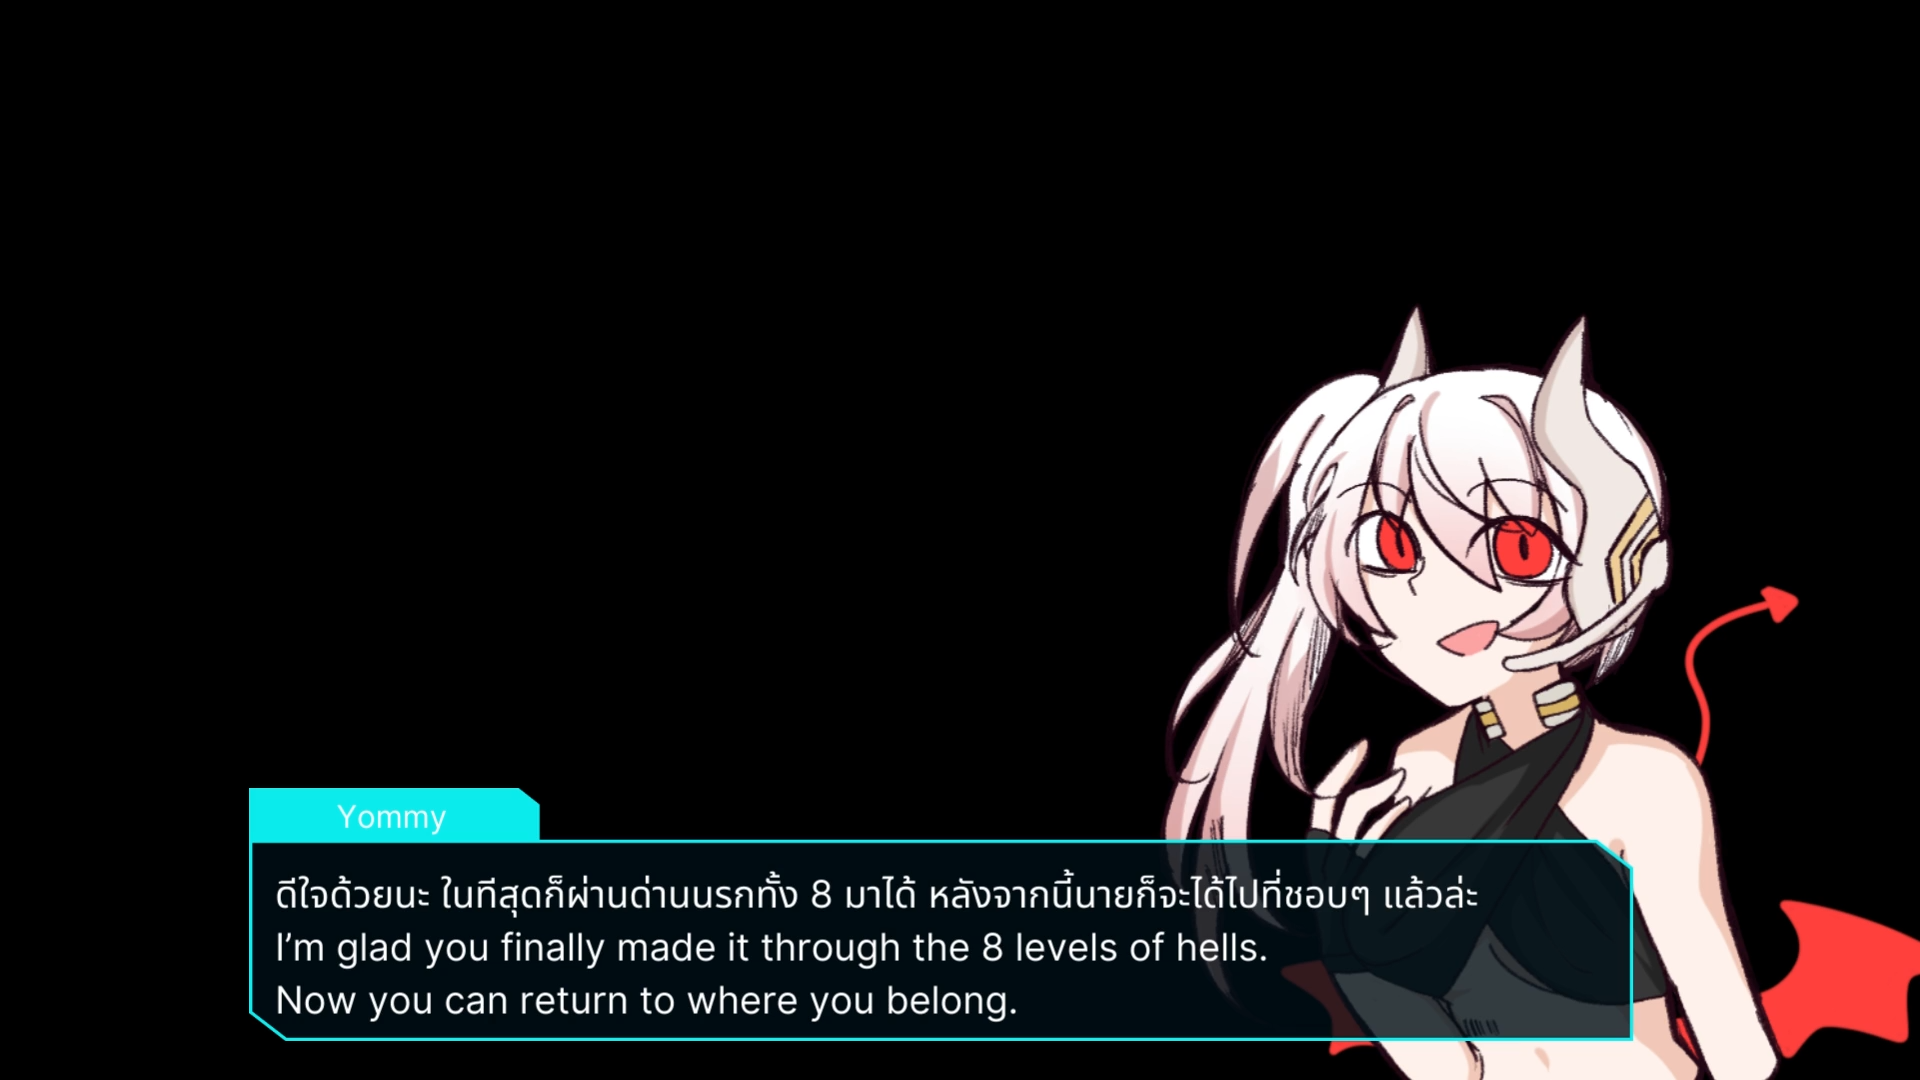 Yommy
ดีใจด้วยนะ ในที่สุดก็ผ่านด่านนรกทั้ง 8 มาได้ หลังจากนี้นายก็จะได้ไปที่ชอบๆ แล้วล่ะ
I’m glad you finally made it through the 8 levels of hells.
Now you can return to where you belong.